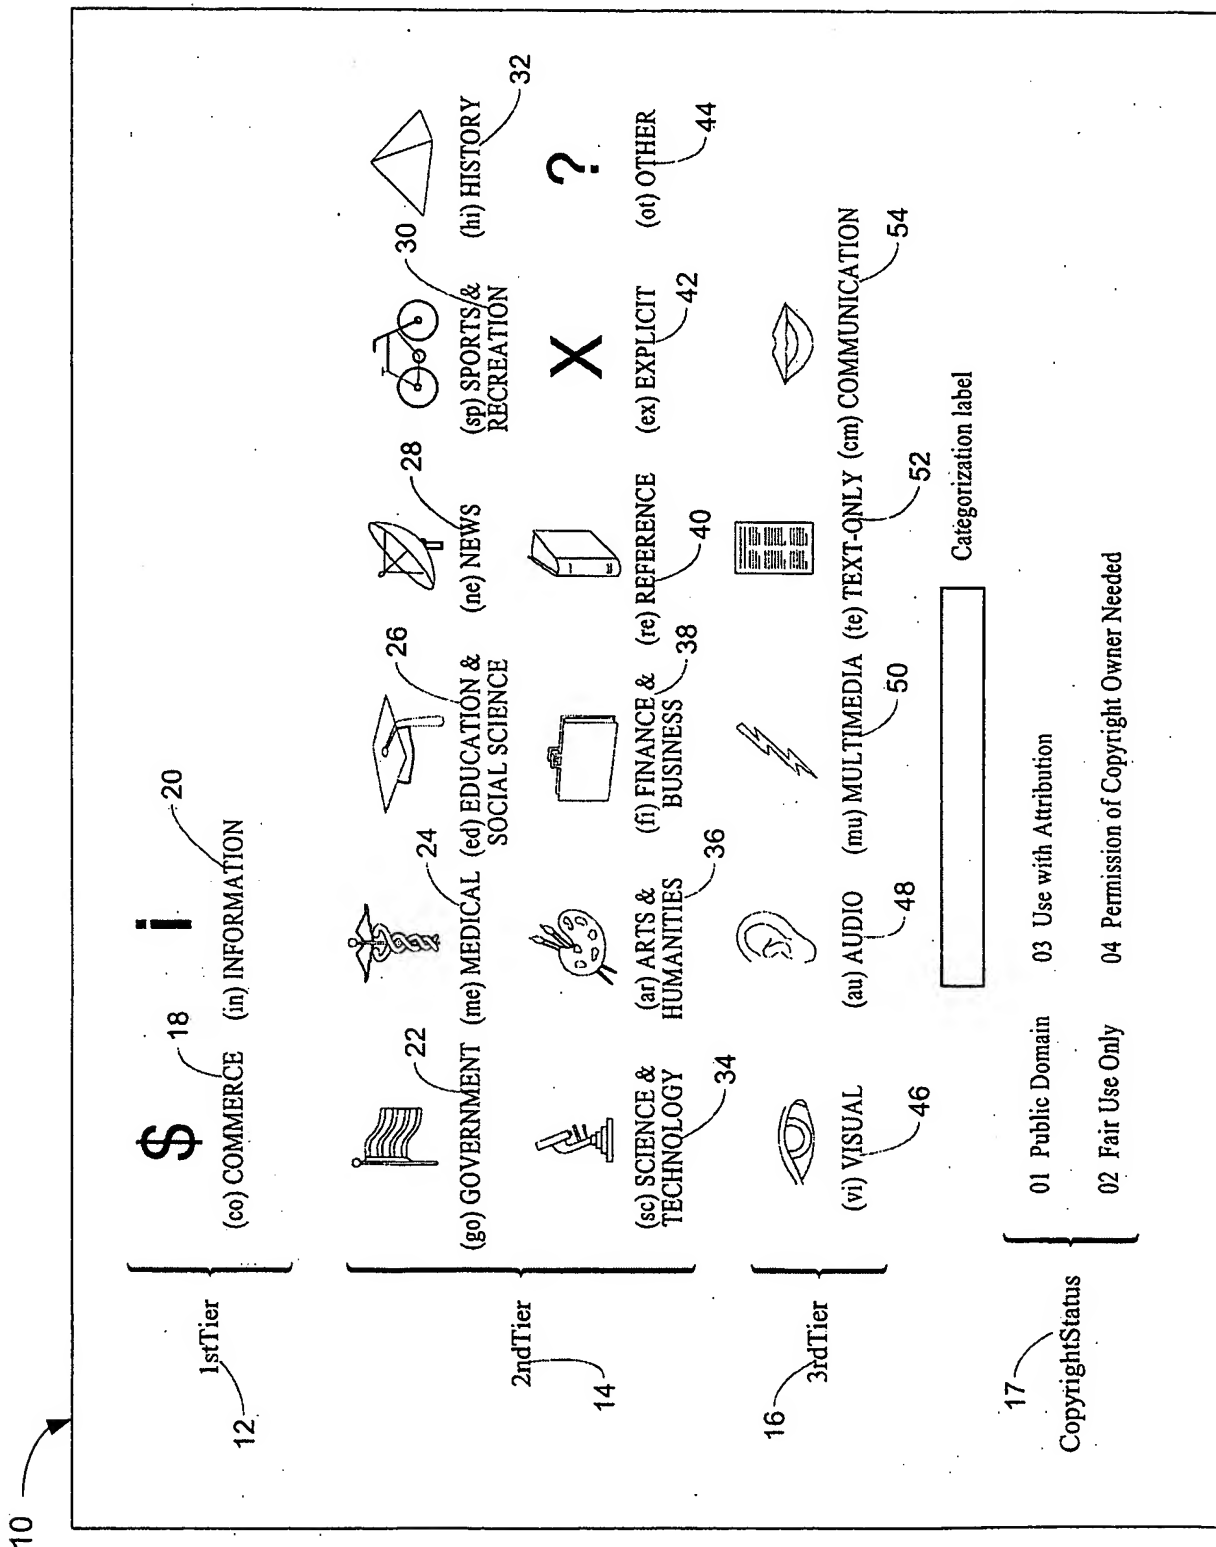 10
$
i
18
20
1stTier
(co) COMMERCE
(in) INFORMATION
12
22
24
26
28
30
32
(go) GOVERNMENT
(me) MEDICAL
(ed) EDUCATION &
SOCIAL SCIENCE
(ne) NEWS
(sp) SPORTS &
RECREATION
(hi) HISTORY
2ndTier
14
X
?
(sc) SCIENCE &
TECHNOLOGY
(ar) ARTS &
HUMANITIES
(fi) FINANCE &
BUSINESS
(re) REFERENCE
(ex) EXPLICIT
(ot) OTHER
34
36
38
40
42
44
3rdTier
16
(vi) VISUAL
(au) AUDIO
(mu) MULTIMEDIA
(te) TEXT-ONLY
(cm) COMMUNICATION
46
48
50
52
54
Categorization label
17
CopyrightStatus
01 Public Domain
03 Use with Attribution
02 Fair Use Only
04 Permission of Copyright Owner Needed